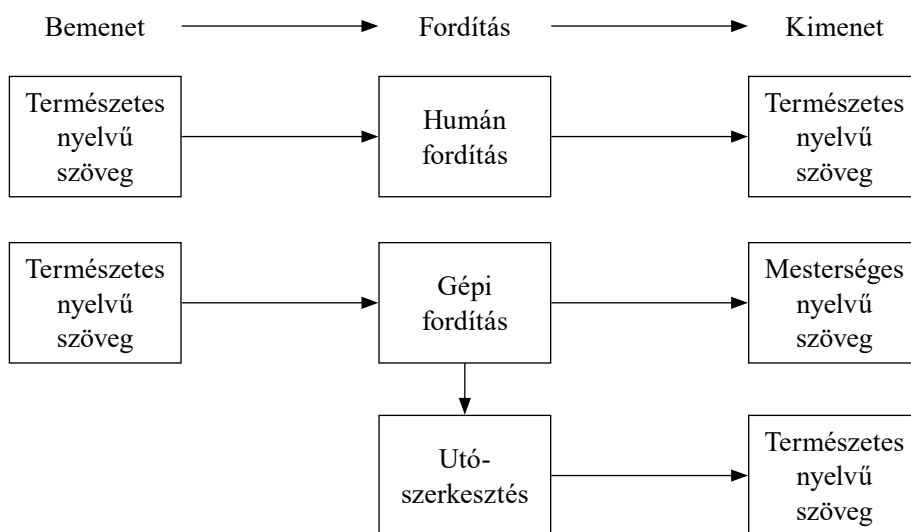 Bemenet
Fordítás
Kimenet
Természetes
nyelvű
szöveg
Humán
fordítás
Természetes
nyelvű
szöveg
Természetes
nyelvű
szöveg
Gépi
fordítás
Mesterséges
nyelvű
szöveg
Utó-
szerkesztés
Természetes
nyelvű
szöveg